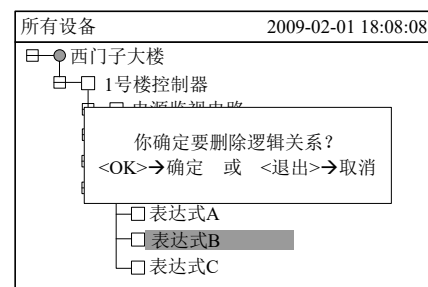 所有设备 2009-02-01 18:08:08
西门子大楼
1号楼控制器
你确定要删除逻辑关系？
<OK>→确定 或 <退出>→取消
表达式A
表达式B
表达式C